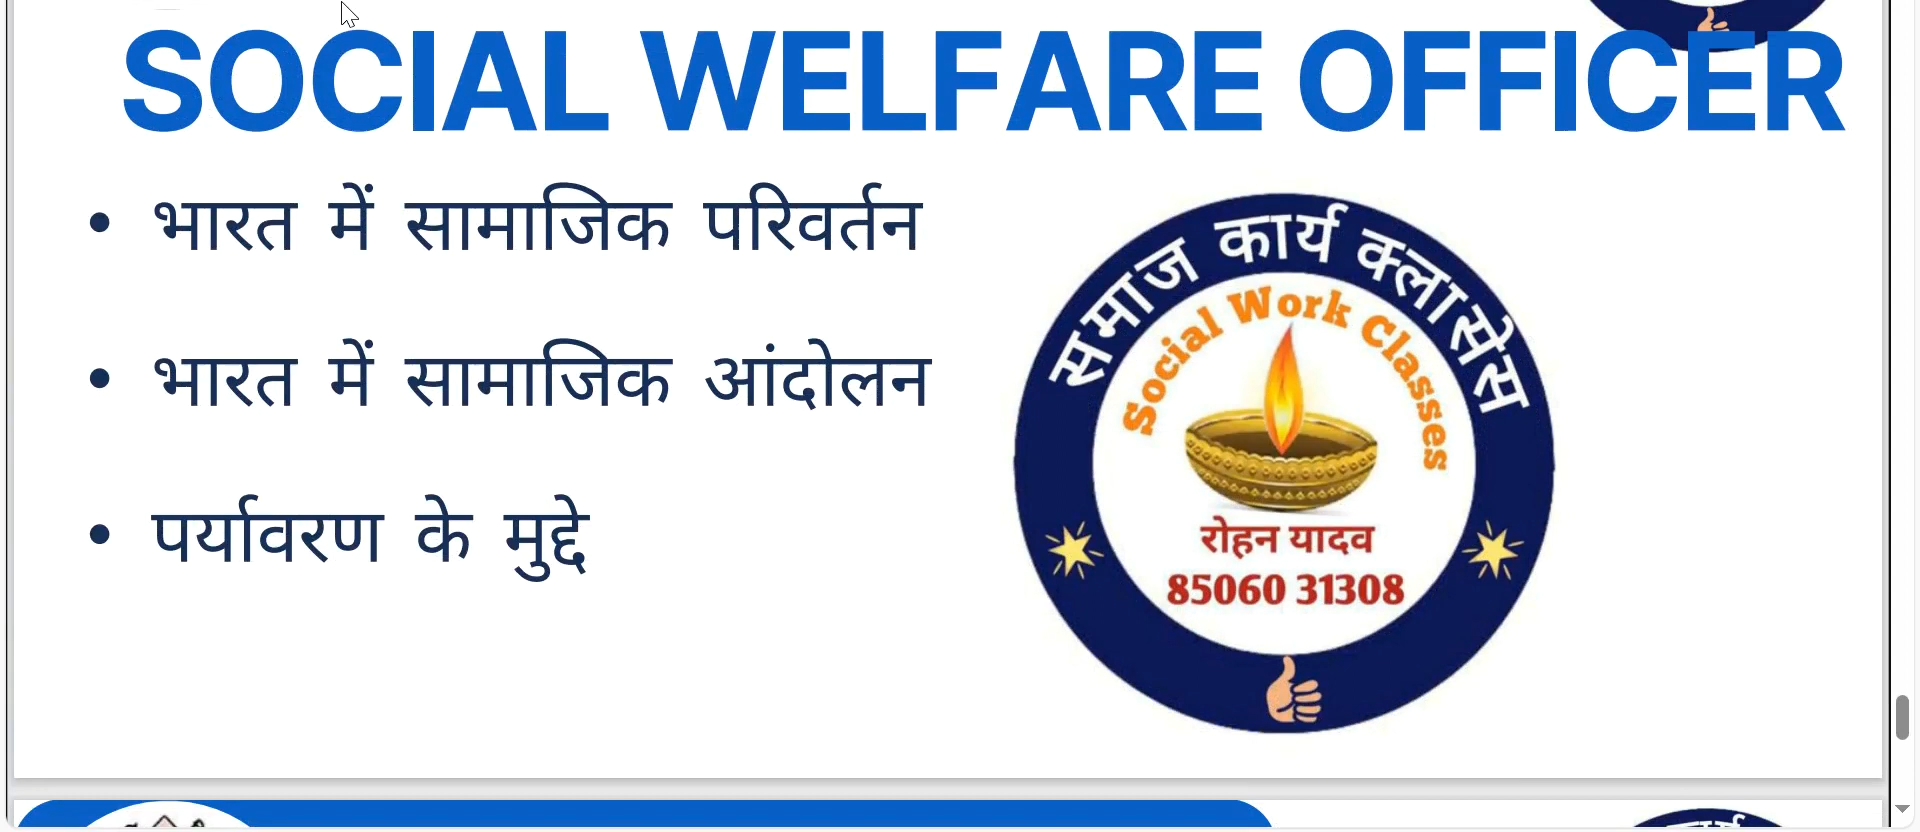 SOCIAL WELFARE OFFICER
• भारत में सामाजिक परिवर्तन
• भारत में सामाजिक आंदोलन
• पर्यावरण के मुद्दे
समाज कार्य क्लासेस
Social Work Classes
रोहन यादव
85060 31308